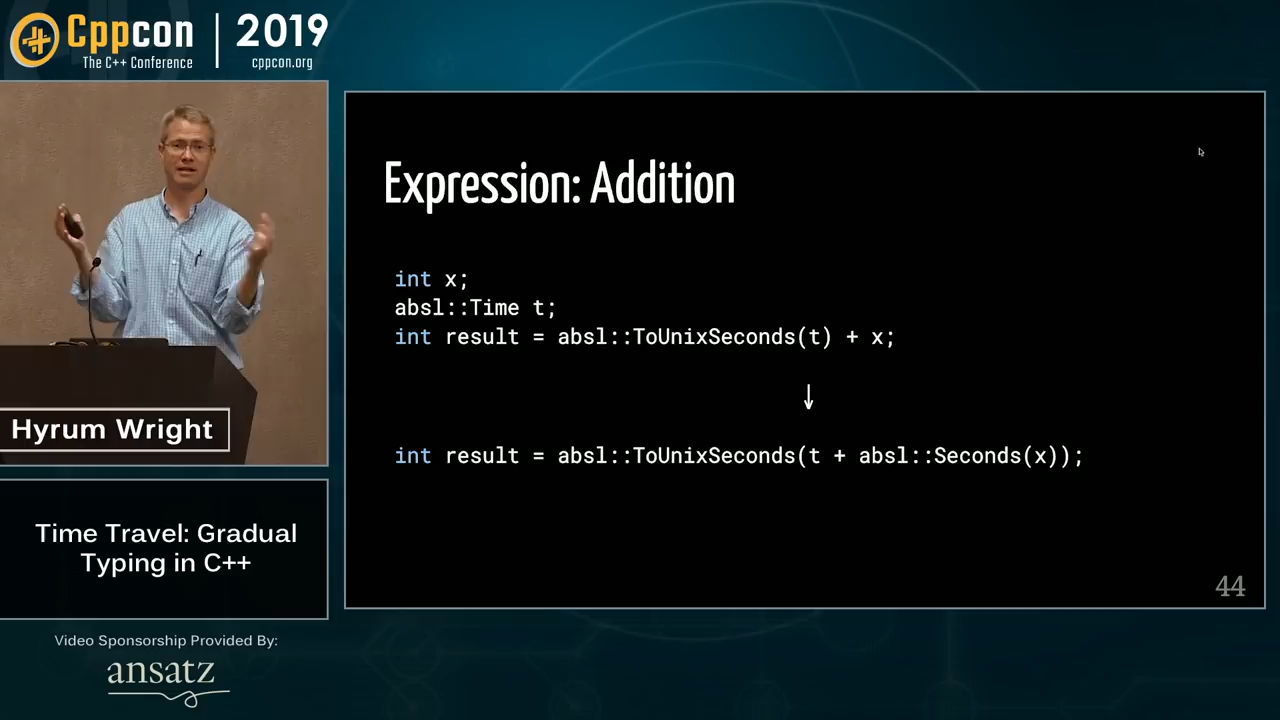 Cppcon
The C++ Conference
2019
cppcon.org
Expression: Addition
int x;
absl::Time t;
int result = absl::ToUnixSeconds(t) + x;
↓
int result = absl::ToUnixSeconds(t + absl::Seconds(x));
44
Hyrum Wright
Time Travel: Gradual
Typing in C++
Video Sponsorship Provided By:
ansatz